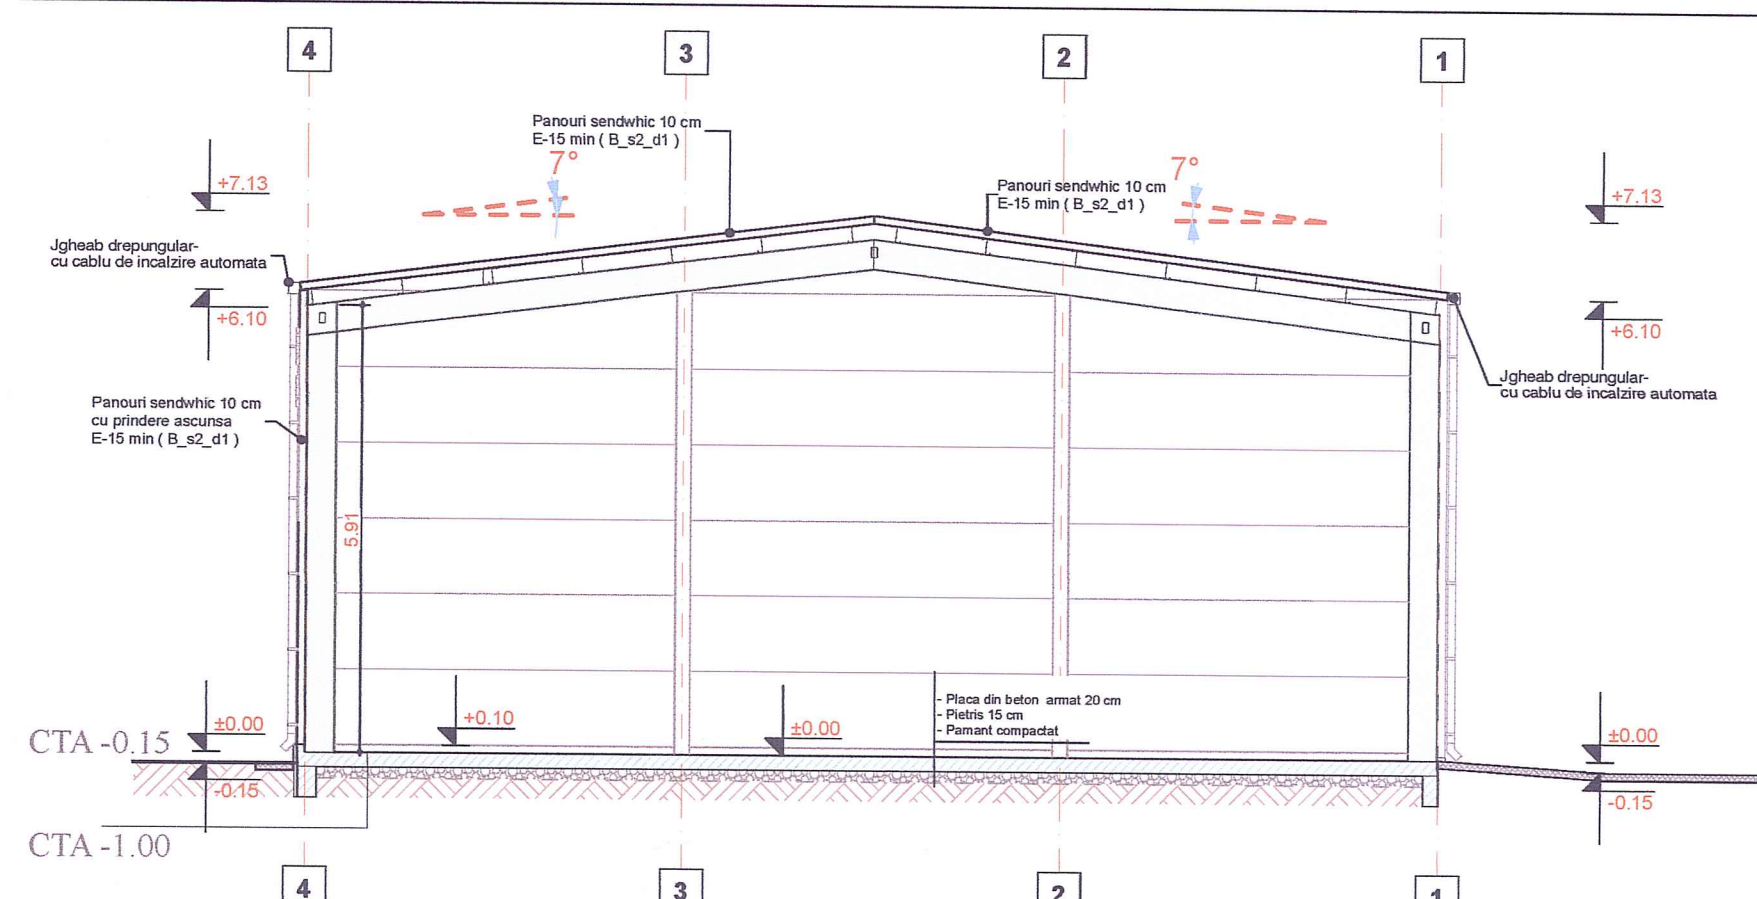 4
3
2
1
Panouri sendwhic 10 cm
E-15 min ( B_s2_d1 )
7°
7°
Panouri sendwhic 10 cm
E-15 min ( B_s2_d1 )
+7.13
+7.13
Jgheab drepungular-
cu cablu de incalzire automata
+6.10
+6.10
Jgheab drepungular-
cu cablu de incalzire automata
Panouri sendwhic 10 cm
cu prindere ascunsa
E-15 min ( B_s2_d1 )
5.91
- Placa din beton armat 20 cm
- Pietris 15 cm
- Pamant compactat
±0.00
+0.10
±0.00
±0.00
CTA -0.15
-0.15
-0.15
CTA -1.00
4
3
2
1